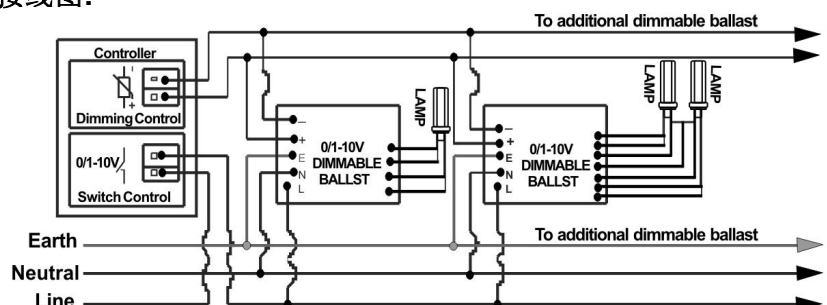 接线图:
To additional dimmable ballast
Controller
Dimming Control
0/1-10V
Switch Control
LAMP
–
+
E
N
L
0/1-10V
DIMMABLE
BALLST
LAMP
LAMP
–
+
E
N
L
0/1-10V
DIMMABLE
BALLST
Earth
To additional dimmable ballast
Neutral
Line